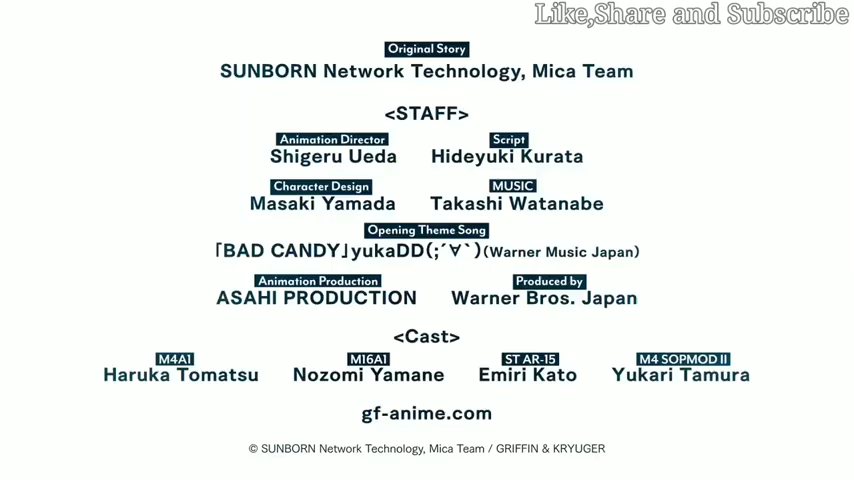 Like,Share and Subscribe
Original Story
SUNBORN Network Technology, Mica Team
<STAFF>
Animation Director Script
Shigeru Ueda Hideyuki Kurata
Character Design MUSIC
Masaki Yamada Takashi Watanabe
Opening Theme Song
「BAD CANDY」yukaDD(;´∀`)(Warner Music Japan)
Animation Production Produced by
ASAHI PRODUCTION Warner Bros. Japan
<Cast>
M4A1 M16A1 ST AR-15 M4 SOPMOD II
Haruka Tomatsu Nozomi Yamane Emiri Kato Yukari Tamura
gf-anime.com
© SUNBORN Network Technology, Mica Team / GRIFFIN & KRYUGER